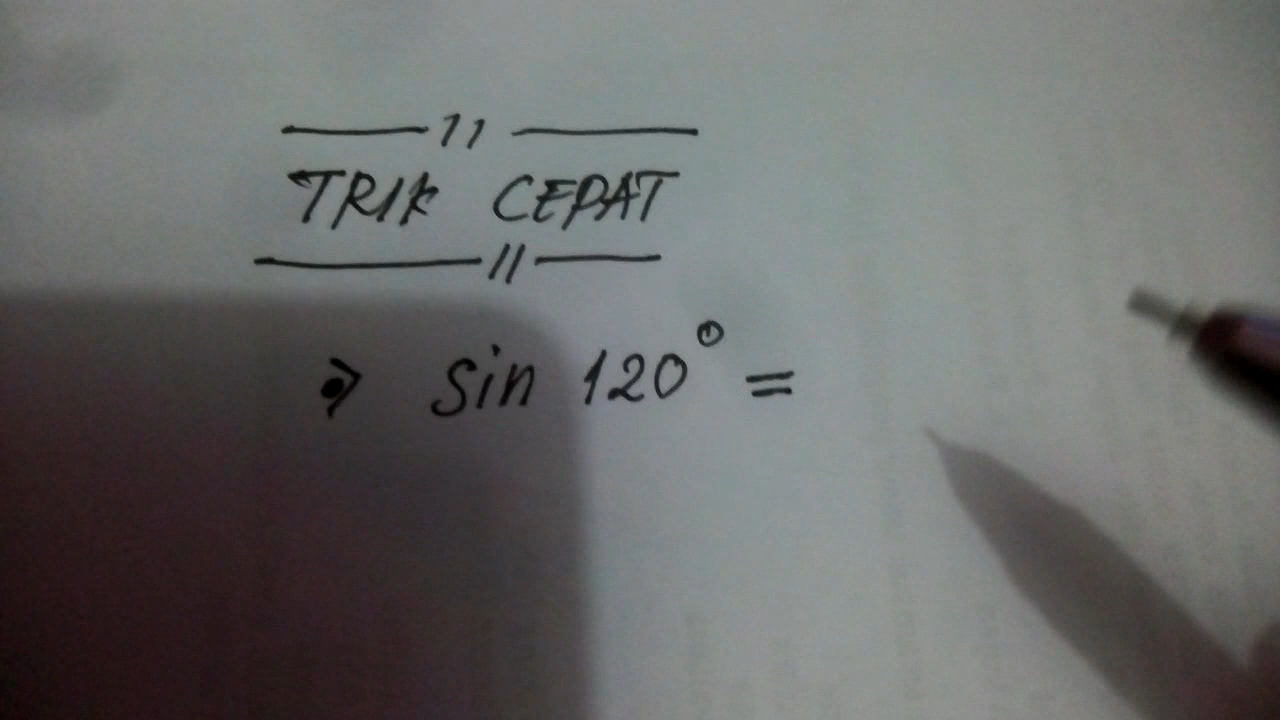 TRIK CEPAT
⇒ sin 120° =